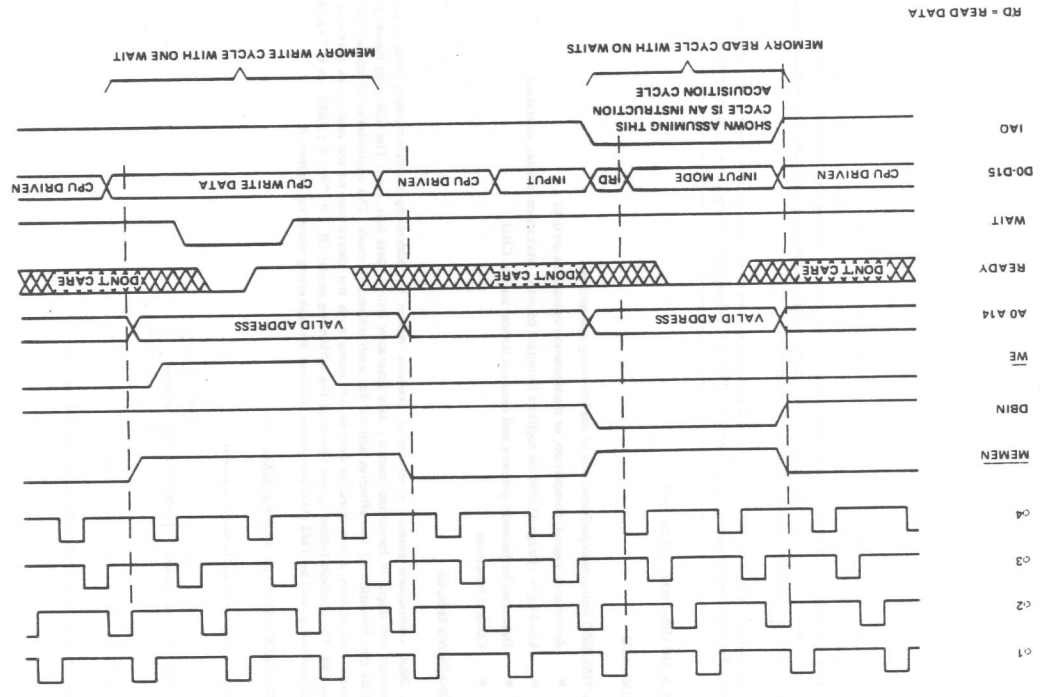 φ1
φ2
φ3
φ4
MEMEN
DBIN
WE
A0 A14 VALID ADDRESS VALID ADDRESS
READY DON'T CARE DON'T CARE DON'T CARE
WAIT
D0-D15 CPU DRIVEN INPUT MODE RD INPUT CPU DRIVEN CPU WRITE DATA CPU DRIVEN
IAQ
SHOWN ASSUMING THIS
CYCLE IS AN INSTRUCTION
ACQUISITION CYCLE
MEMORY READ CYCLE WITH NO WAITS MEMORY WRITE CYCLE WITH ONE WAIT
RD = READ DATA